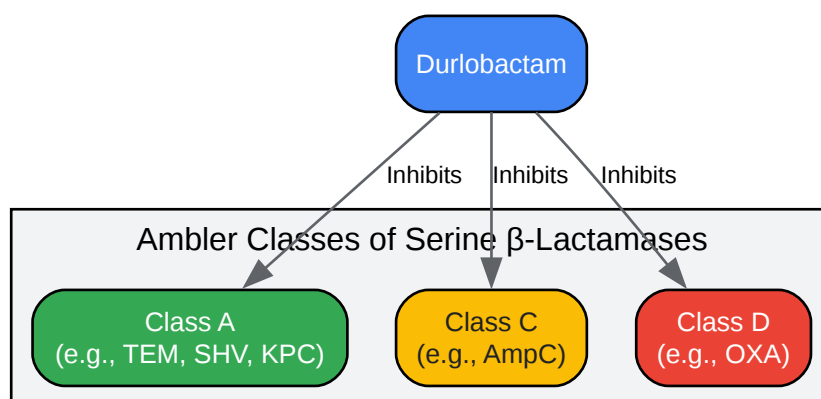 Durlobactam
Inhibits
Inhibits
Inhibits
Ambler Classes of Serine β-Lactamases
Class A
(e.g., TEM, SHV, KPC)
Class C
(e.g., AmpC)
Class D
(e.g., OXA)